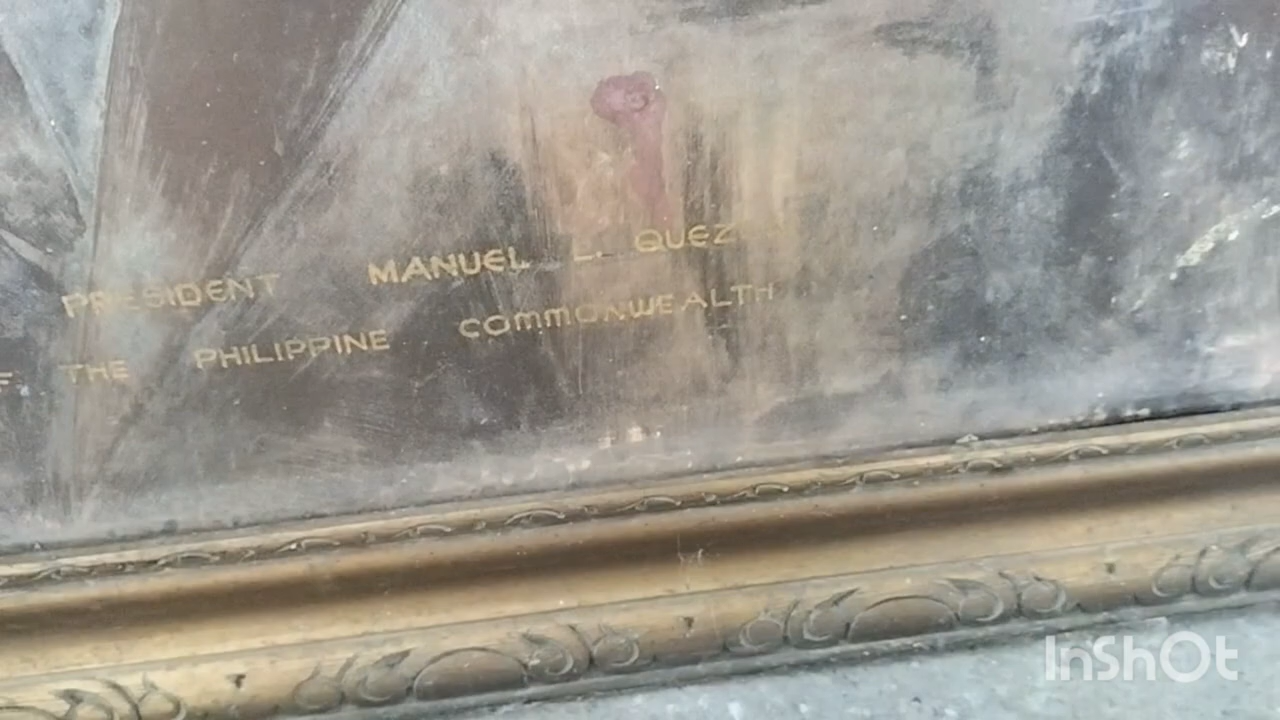 PRESIDENT MANUEL L. QUEZ
THE PHILIPPINE COMMONWEALTH
InShOt